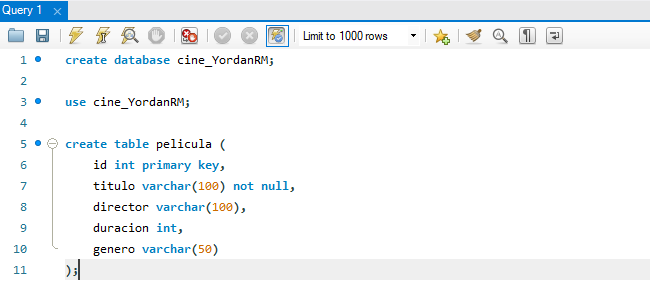 Query 1
Limit to 1000 rows
1 create database cine_YordanRM;
2
3 use cine_YordanRM;
4
5 create table pelicula (
6 id int primary key,
7 titulo varchar(100) not null,
8 director varchar(100),
9 duracion int,
10 genero varchar(50)
11 );